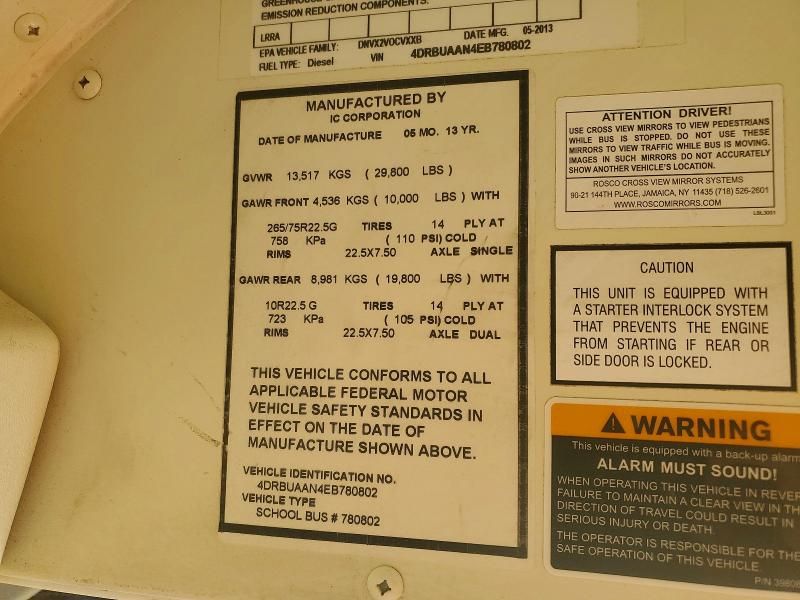 EMISSION REDUCTION COMPONENTS:
LRRA
EPA VEHICLE FAMILY: DNVX2VOCVXXB DATE MFG. 05-2013
FUEL TYPE: Diesel VIN 4DRBUAAN4EB780802
MANUFACTURED BY
IC CORPORATION
DATE OF MANUFACTURE 05 MO. 13 YR.
GVWR 13,517 KGS ( 29,800 LBS )
GAWR FRONT 4,536 KGS ( 10,000 LBS ) WITH
265/75R22.5G TIRES 14 PLY AT
758 KPa ( 110 PSI) COLD
RIMS 22.5X7.50 AXLE SINGLE
GAWR REAR 8,981 KGS ( 19,800 LBS ) WITH
10R22.5 G TIRES 14 PLY AT
723 KPa ( 105 PSI) COLD
RIMS 22.5X7.50 AXLE DUAL
THIS VEHICLE CONFORMS TO ALL
APPLICABLE FEDERAL MOTOR
VEHICLE SAFETY STANDARDS IN
EFFECT ON THE DATE OF
MANUFACTURE SHOWN ABOVE.
VEHICLE IDENTIFICATION NO.
4DRBUAAN4EB780802
VEHICLE TYPE
SCHOOL BUS # 780802
ATTENTION DRIVER!
USE CROSS VIEW MIRRORS TO VIEW PEDESTRIANS
WHILE BUS IS STOPPED. DO NOT USE THESE
MIRRORS TO VIEW TRAFFIC WHILE BUS IS MOVING.
IMAGES IN SUCH MIRRORS DO NOT ACCURATELY
SHOW ANOTHER VEHICLE'S LOCATION.
ROSCO CROSS VIEW MIRROR SYSTEMS
90-21 144TH PLACE, JAMAICA, NY 11435 (718) 526-2601
WWW.ROSCOMIRRORS.COM
LBL3001
CAUTION
THIS UNIT IS EQUIPPED WITH
A STARTER INTERLOCK SYSTEM
THAT PREVENTS THE ENGINE
FROM STARTING IF REAR OR
SIDE DOOR IS LOCKED.
WARNING
This vehicle is equipped with a back-up alarm
ALARM MUST SOUND!
WHEN OPERATING THIS VEHICLE IN REVER
FAILURE TO MAINTAIN A CLEAR VIEW IN TH
DIRECTION OF TRAVEL COULD RESULT IN
SERIOUS INJURY OR DEATH.
THE OPERATOR IS RESPONSIBLE FOR THE
SAFE OPERATION OF THIS VEHICLE.